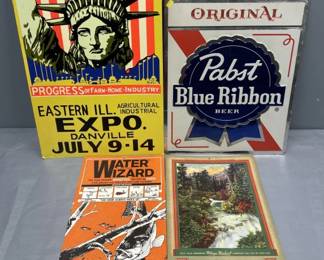 PROGRESS OF FARM-HOME-INDUSTRY
EASTERN ILL.
AGRICULTURAL
INDUSTRIAL
EXPO.
DANVILLE
JULY 9-14
ORIGINAL
Pabst
Blue Ribbon
BEER
WATER
WIZARD